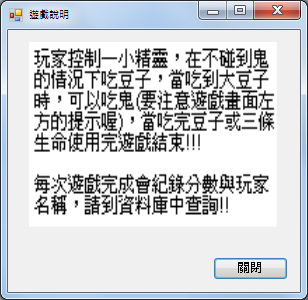 遊戲說明
玩家控制一小精靈，在不碰到鬼
的情況下吃豆子，當吃到大豆子
時，可以吃鬼(要注意遊戲畫面左
方的提示喔)，當吃完豆子或三條
生命使用完遊戲結束!!!
每次遊戲完成會紀錄分數與玩家
名稱，請到資料庫中查詢!!
關閉